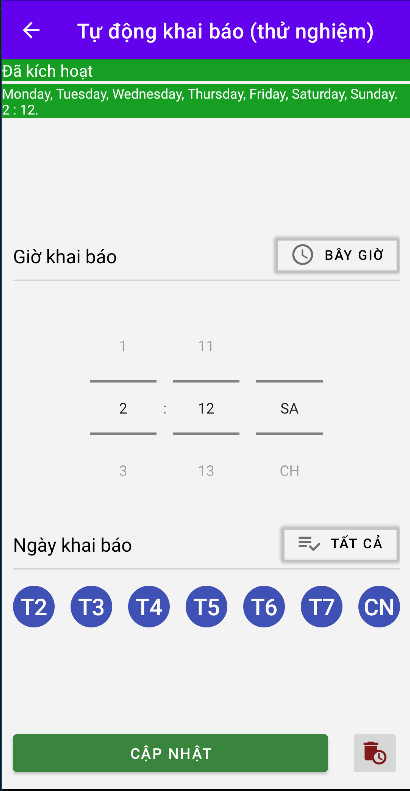 Tự động khai báo (thử nghiệm)
Đã kích hoạt
Monday, Tuesday, Wednesday, Thursday, Friday, Saturday, Sunday.
2 : 12.
Giờ khai báo
BÂY GIỜ
1 11
2 : 12 SA
3 13 CH
Ngày khai báo
TẤT CẢ
T2 T3 T4 T5 T6 T7 CN
CẬP NHẬT